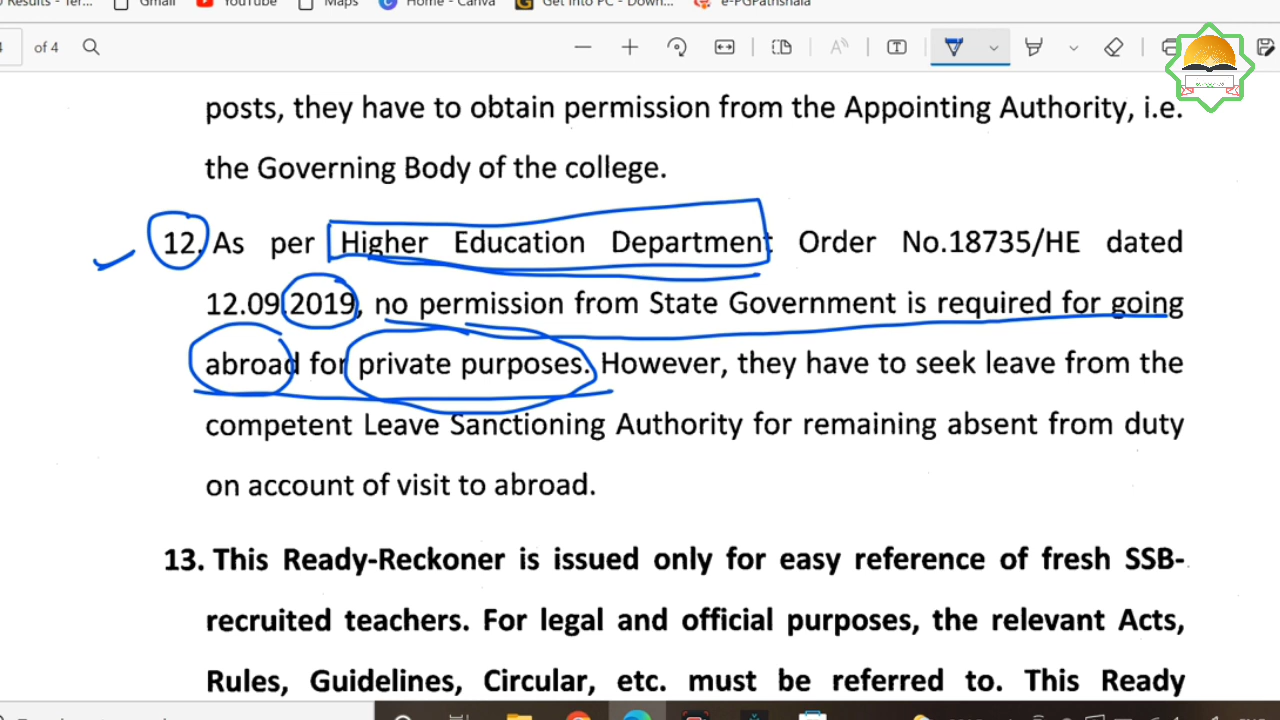 Results - Ter...
Gmail
YouTube
Maps
Home - Canva
Get Into PC - Down...
e-PGPathshala
of 4
posts, they have to obtain permission from the Appointing Authority, i.e.
the Governing Body of the college.
12. As per Higher Education Department Order No.18735/HE dated
12.09.2019, no permission from State Government is required for going
abroad for private purposes. However, they have to seek leave from the
competent Leave Sanctioning Authority for remaining absent from duty
on account of visit to abroad.
13. This Ready-Reckoner is issued only for easy reference of fresh SSB-
recruited teachers. For legal and official purposes, the relevant Acts,
Rules, Guidelines, Circular, etc. must be referred to. This Ready